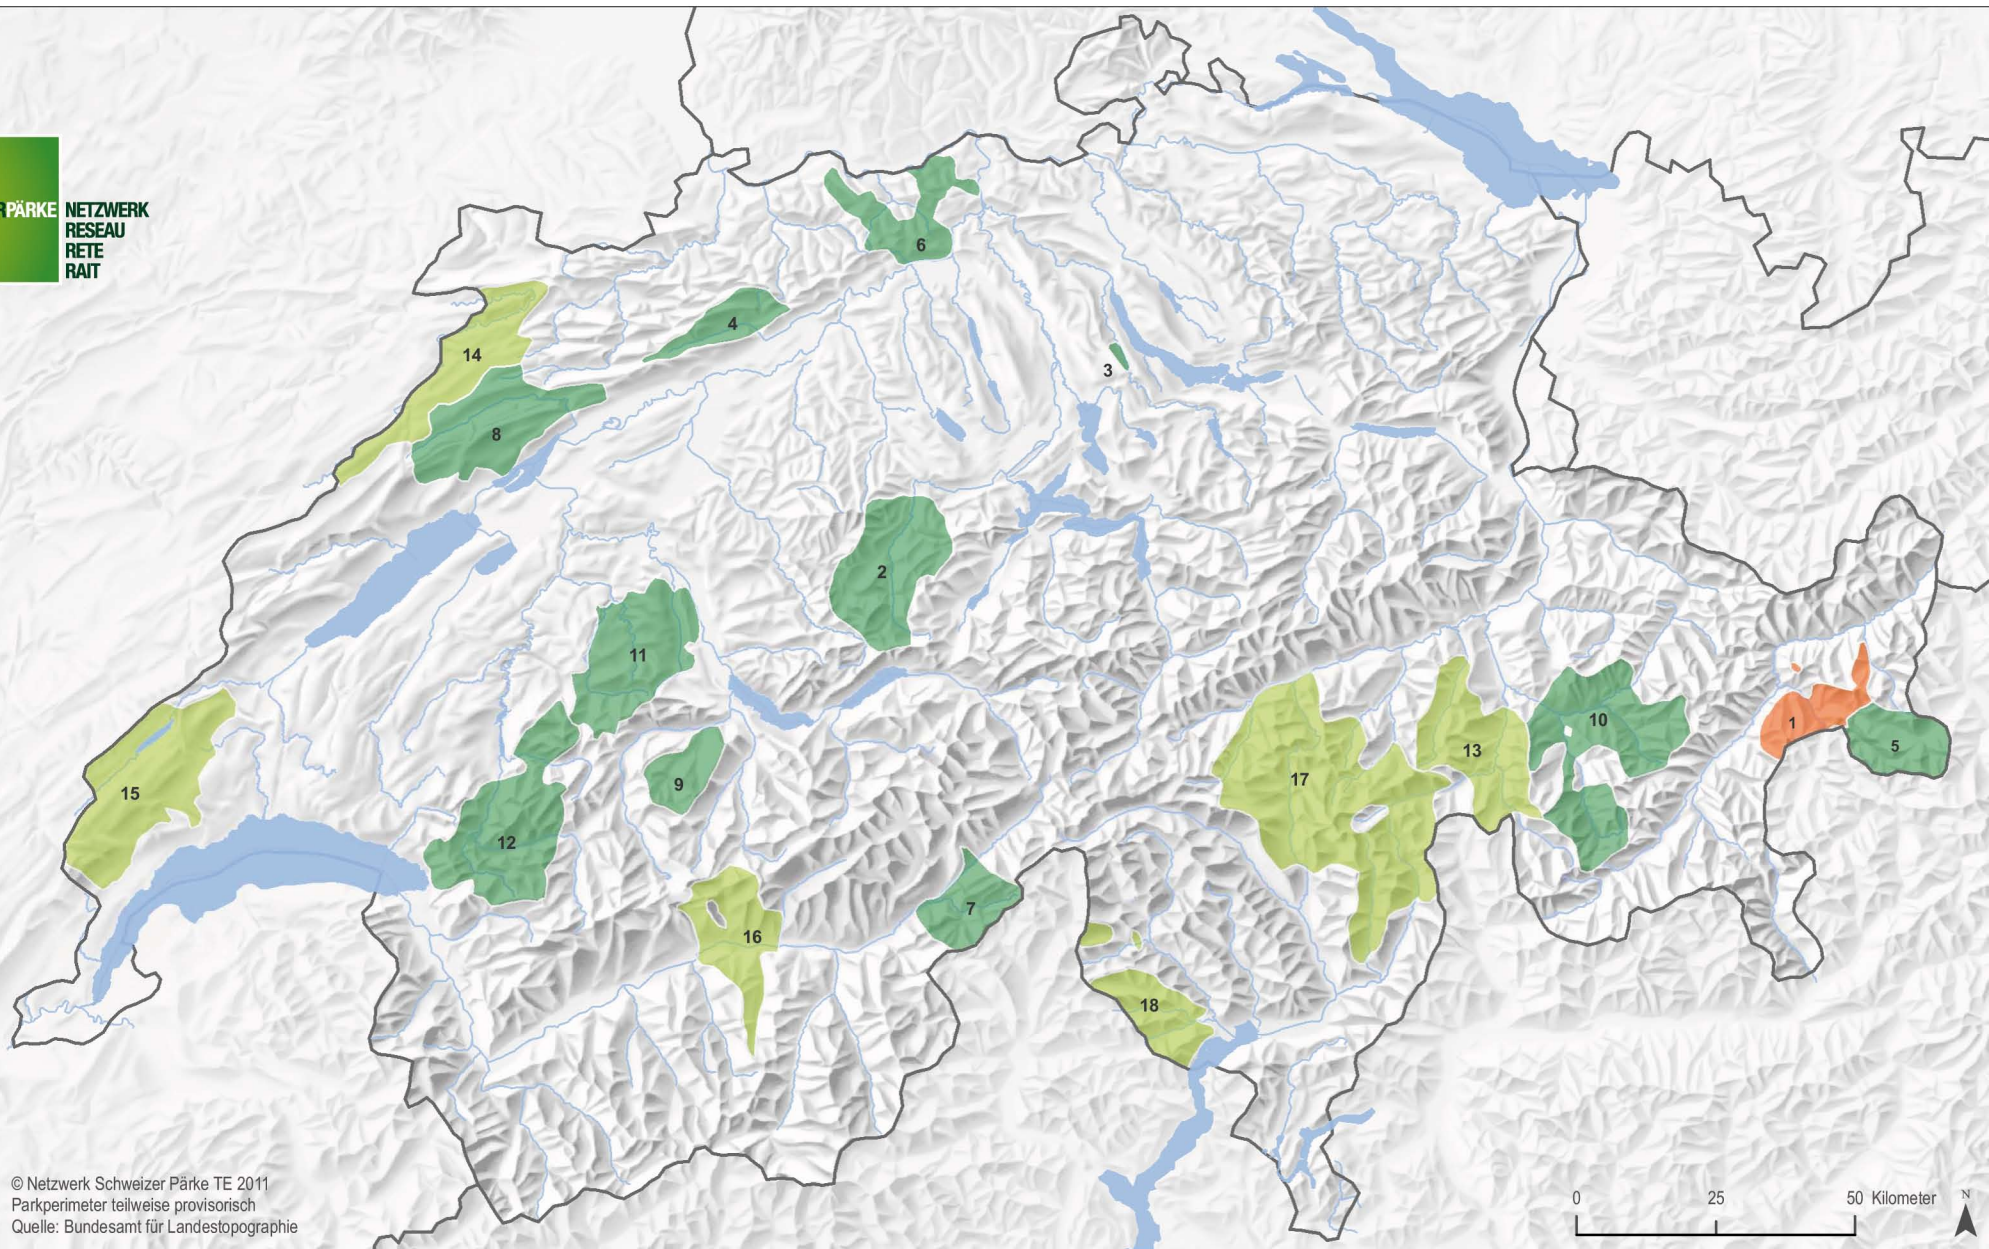 RPÄRKE NETZWERK
RESEAU
RETE
RAIT
6
4
14
3
8
2
11
10
1
5
13
17
9
15
12
7
16
18
© Netzwerk Schweizer Pärke TE 2011
Parkperimeter teilweise provisorisch
Quelle: Bundesamt für Landestopographie
0 25 50 Kilometer N